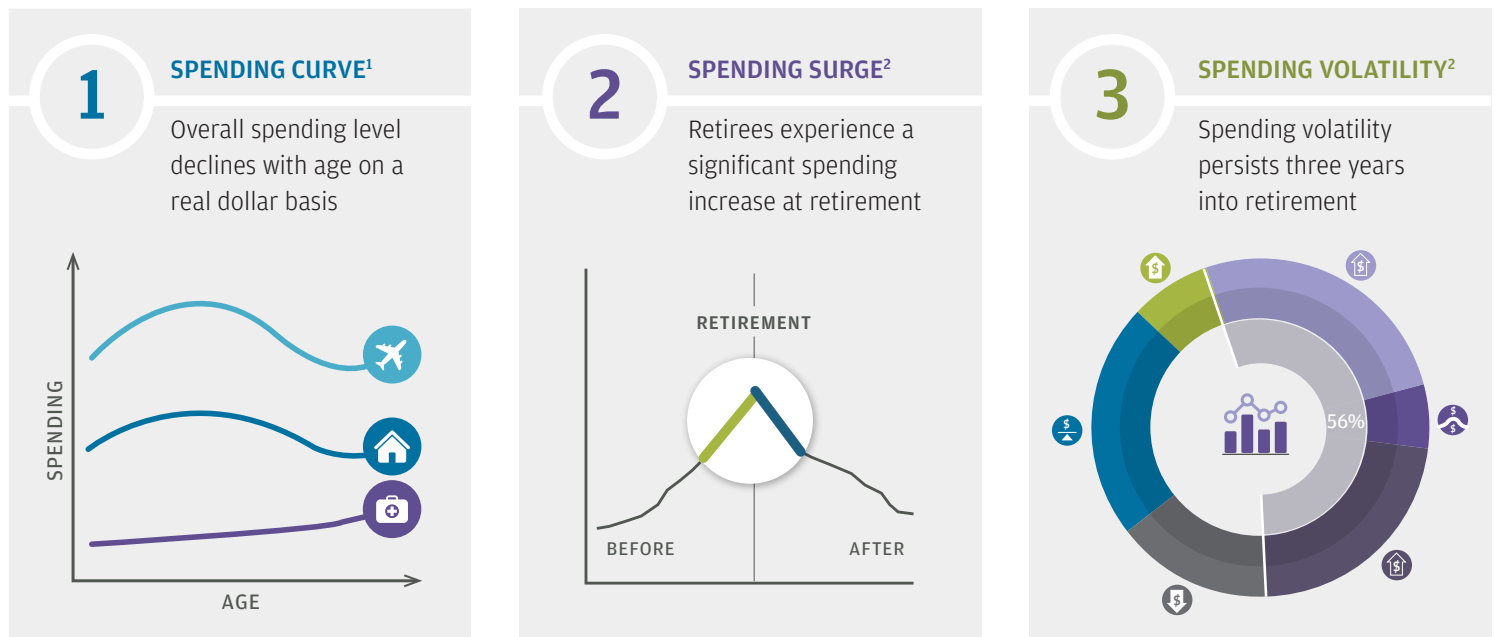 1
SPENDING CURVE¹
Overall spending level
declines with age on a
real dollar basis
SPENDING
AGE
2
SPENDING SURGE²
Retirees experience a
significant spending
increase at retirement
RETIREMENT
BEFORE
AFTER
3
SPENDING VOLATILITY²
Spending volatility
persists three years
into retirement
$
$
$
$
56%
$
$
$